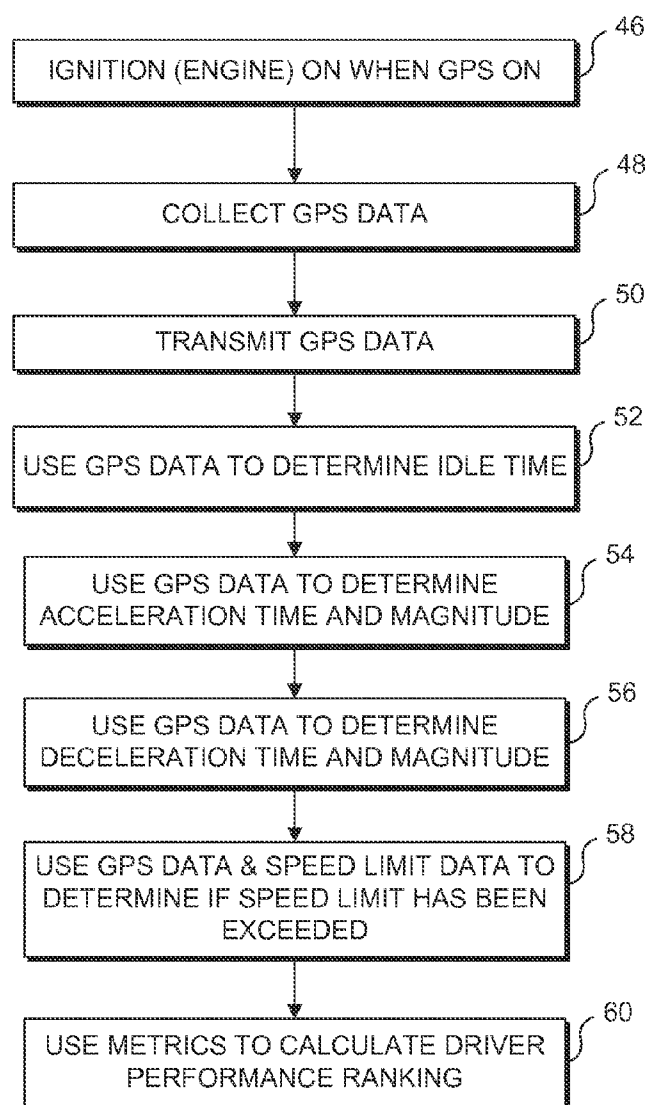 46
IGNITION (ENGINE) ON WHEN GPS ON
48
COLLECT GPS DATA
50
TRANSMIT GPS DATA
52
USE GPS DATA TO DETERMINE IDLE TIME
54
USE GPS DATA TO DETERMINE
ACCELERATION TIME AND MAGNITUDE
56
USE GPS DATA TO DETERMINE
DECELERATION TIME AND MAGNITUDE
58
USE GPS DATA & SPEED LIMIT DATA TO
DETERMINE IF SPEED LIMIT HAS BEEN
EXCEEDED
60
USE METRICS TO CALCULATE DRIVER
PERFORMANCE RANKING